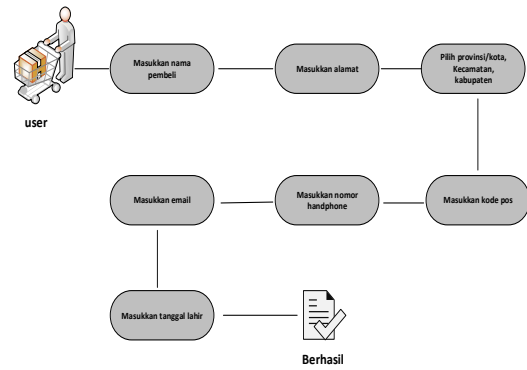 Masukkan nama
pembeli
Masukkan alamat
Pilih provinsi/kota,
Kecamatan,
kabupaten
user
Masukkan kode pos
Masukkan nomor
handphone
Masukkan email
Masukkan tanggal lahir
Berhasil